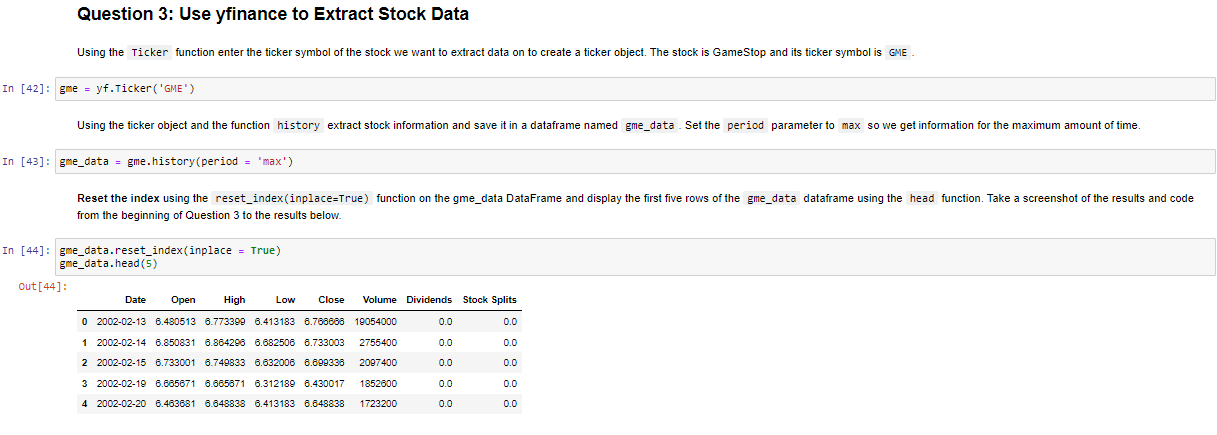 Question 3: Use yfinance to Extract Stock Data
Using the Ticker function enter the ticker symbol of the stock we want to extract data on to create a ticker object. The stock is GameStop and its ticker symbol is GME .
In [42]: gme = yf.Ticker('GME')
Using the ticker object and the function history extract stock information and save it in a dataframe named gme_data . Set the period parameter to max so we get information for the maximum amount of time.
In [43]: gme_data = gme.history(period = 'max')
Reset the index using the reset_index(inplace=True) function on the gme_data DataFrame and display the first five rows of the gme_data dataframe using the head function. Take a screenshot of the results and code
from the beginning of Question 3 to the results below.
In [44]: gme_data.reset_index(inplace = True)
gme_data.head(5)
Out[44]:
Date Open High Low Close Volume Dividends Stock Splits
0 2002-02-13 6.480513 6.773399 6.413183 6.766666 19054000 0.0 0.0
1 2002-02-14 6.850831 6.864296 6.682506 6.733003 2755400 0.0 0.0
2 2002-02-15 6.733001 6.749833 6.632006 6.699336 2097400 0.0 0.0
3 2002-02-19 6.665671 6.665671 6.312189 6.430017 1852600 0.0 0.0
4 2002-02-20 6.463681 6.648838 6.413183 6.648838 1723200 0.0 0.0